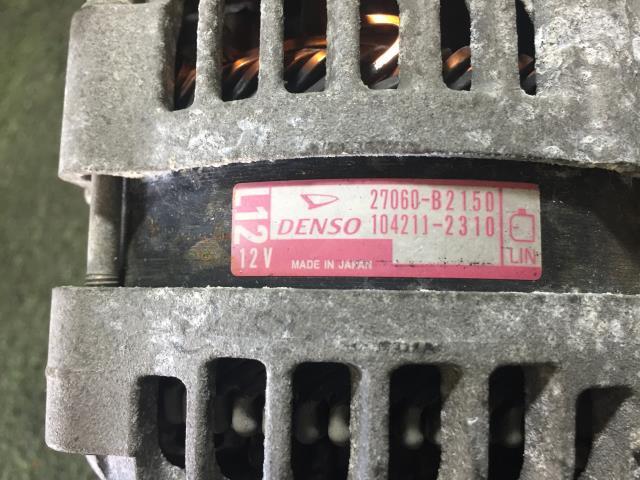 L12
27060-B2150
DENSO 104211-2310
12V
MADE IN JAPAN
LIN